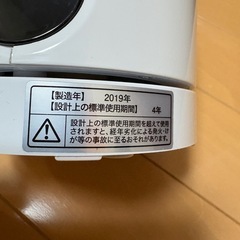 【製造年】 2019年
【設計上の標準使用期間】 4年
設計上の標準使用期間を超えて使用
されますと、経年劣化による発火・け
が等の事故に至るおそれがあります。